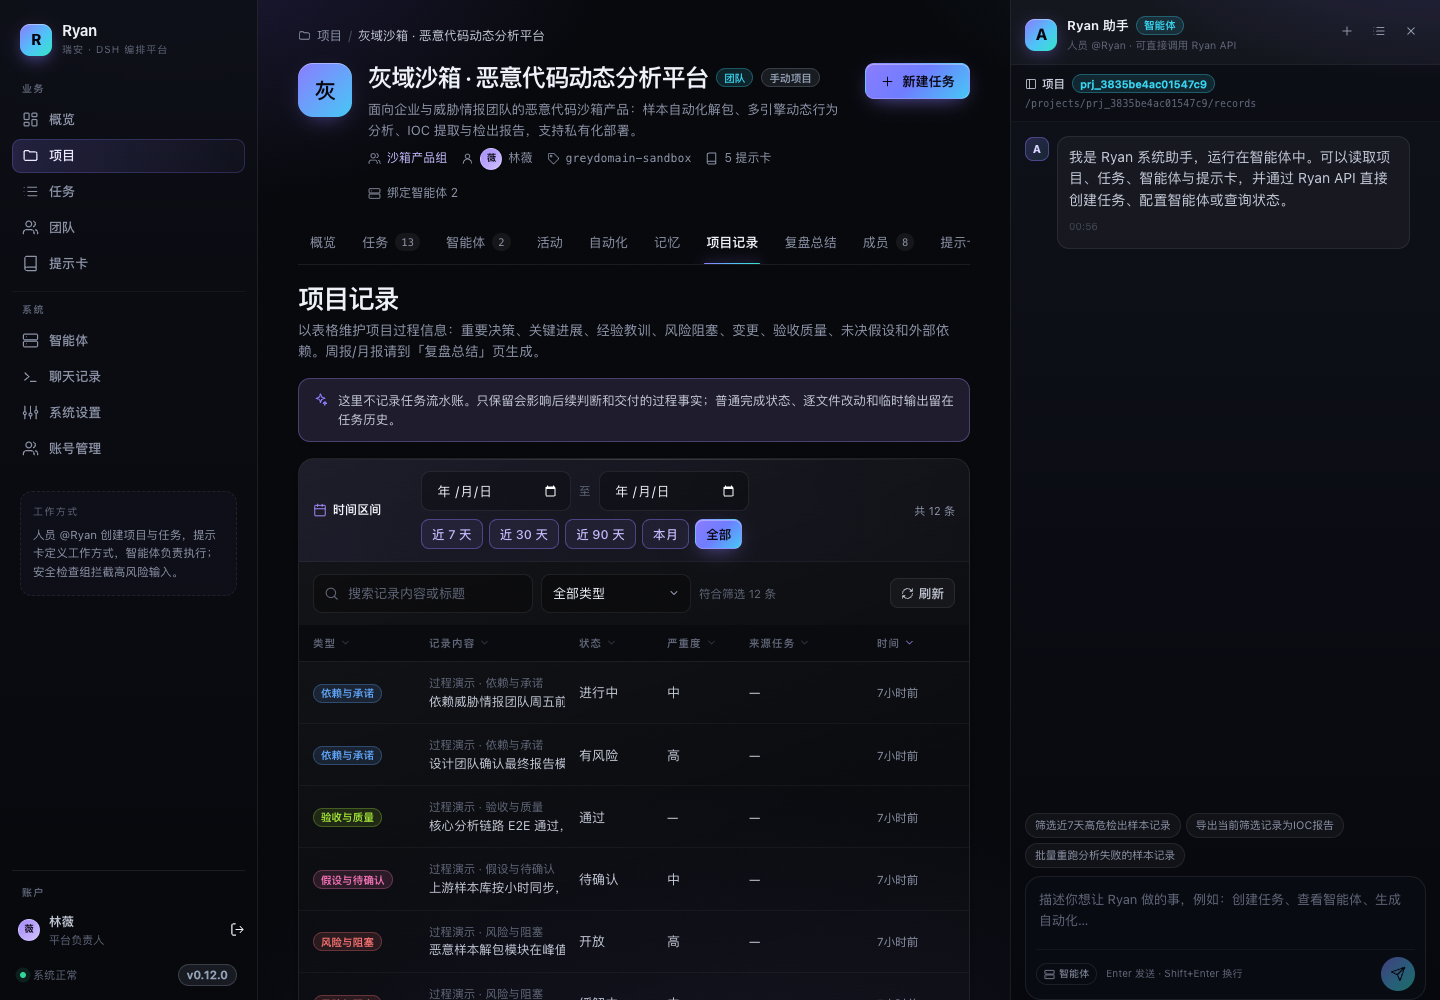 R
Ryan
瑞安 · DSH 编排平台
业务
概览
项目
任务
团队
提示卡
系统
智能体
聊天记录
系统设置
账号管理
工作方式
人员 @Ryan 创建项目与任务，提示
卡定义工作方式，智能体负责执行；
安全检查组拦截高风险输入。
账户
薇
林薇
平台负责人
系统正常
v0.12.0
项目 / 灰域沙箱 · 恶意代码动态分析平台
灰
灰域沙箱 · 恶意代码动态分析平台
团队
手动项目
新建任务
面向企业与威胁情报团队的恶意代码沙箱产品：样本自动化解包、多引擎动态行为
分析、IOC 提取与检出报告，支持私有化部署。
沙箱产品组
薇
林薇
greydomain-sandbox
5 提示卡
绑定智能体 2
概览
任务 13
智能体 2
活动
自动化
记忆
项目记录
复盘总结
成员 8
提示
项目记录
以表格维护项目过程信息：重要决策、关键进展、经验教训、风险阻塞、变更、验收质量、未决假设和外部依
赖。周报/月报请到「复盘总结」页生成。
这里不记录任务流水账。只保留会影响后续判断和交付的过程事实；普通完成状态、逐文件改动和临时输出留在
任务历史。
时间区间
年 /月/日
至
年 /月/日
近 7 天
近 30 天
近 90 天
本月
全部
共 12 条
搜索记录内容或标题
全部类型
符合筛选 12 条
刷新
类型
记录内容
状态
严重度
来源任务
时间
依赖与承诺
过程演示 · 依赖与承诺
依赖威胁情报团队周五前
进行中
中
—
7小时前
依赖与承诺
过程演示 · 依赖与承诺
设计团队确认最终报告模
有风险
高
—
7小时前
验收与质量
过程演示 · 验收与质量
核心分析链路 E2E 通过，
通过
—
—
7小时前
假设与待确认
过程演示 · 假设与待确认
上游样本库按小时同步，
待确认
中
—
7小时前
风险与阻塞
过程演示 · 风险与阻塞
恶意样本解包模块在峰值
开放
高
—
7小时前
过程演示 · 风险与阻塞
A
Ryan 助手
智能体
人员 @Ryan · 可直接调用 Ryan API
项目
prj_3835be4ac01547c9
/projects/prj_3835be4ac01547c9/records
A
我是 Ryan 系统助手，运行在智能体中。可以读取项
目、任务、智能体与提示卡，并通过 Ryan API 直接
创建任务、配置智能体或查询状态。
00:56
筛选近7天高危检出样本记录
导出当前筛选记录为IOC报告
批量重跑分析失败的样本记录
描述你想让 Ryan 做的事，例如：创建任务、查看智能体、生成
自动化…
智能体
Enter 发送 · Shift+Enter 换行